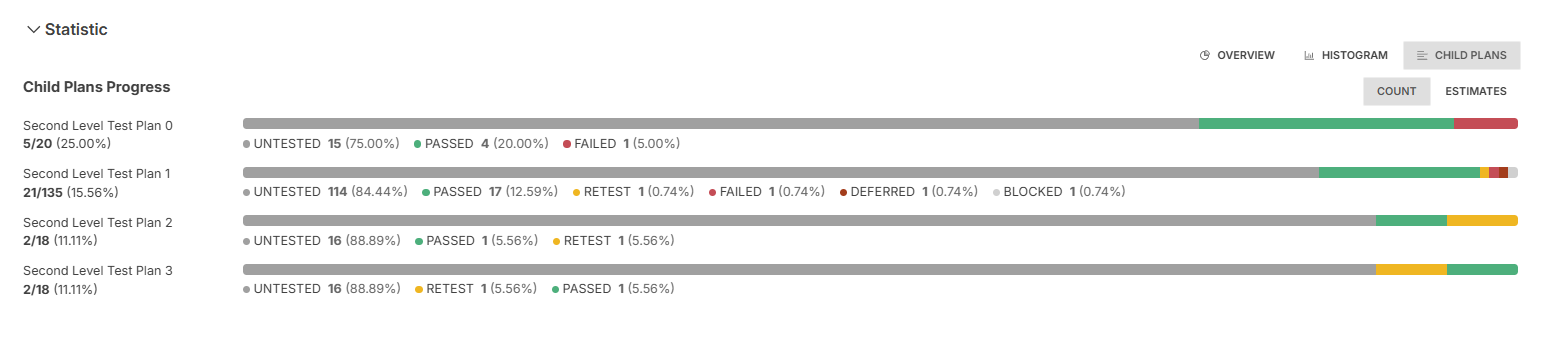 Statistic
OVERVIEW HISTOGRAM CHILD PLANS
Child Plans Progress
COUNT ESTIMATES
Second Level Test Plan 0
5/20 (25.00%)
UNTESTED 15 (75.00%) PASSED 4 (20.00%) FAILED 1 (5.00%)
Second Level Test Plan 1
21/135 (15.56%)
UNTESTED 114 (84.44%) PASSED 17 (12.59%) RETEST 1 (0.74%) FAILED 1 (0.74%) DEFERRED 1 (0.74%) BLOCKED 1 (0.74%)
Second Level Test Plan 2
2/18 (11.11%)
UNTESTED 16 (88.89%) PASSED 1 (5.56%) RETEST 1 (5.56%)
Second Level Test Plan 3
2/18 (11.11%)
UNTESTED 16 (88.89%) RETEST 1 (5.56%) PASSED 1 (5.56%)